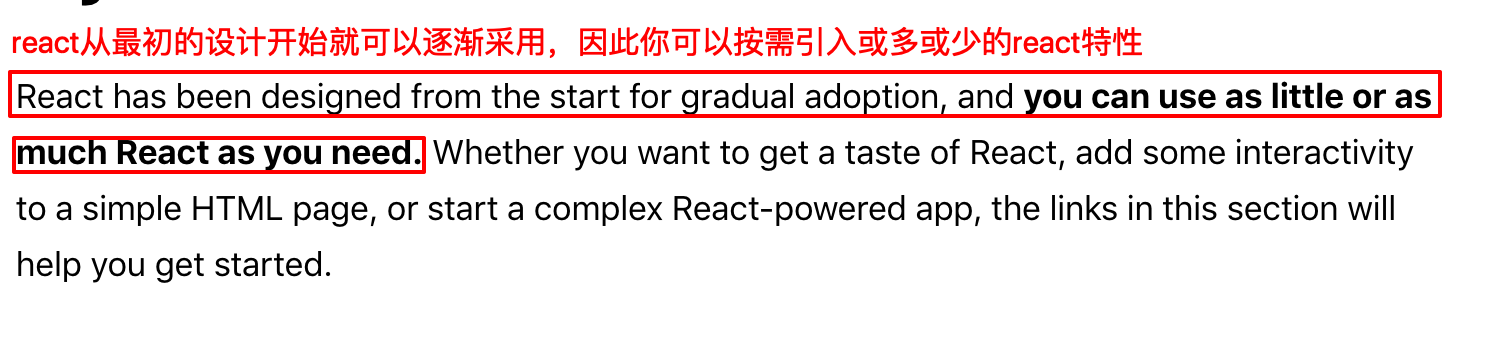 react从最初的设计开始就可以逐渐采用，因此你可以按需引入或多或少的react特性
React has been designed from the start for gradual adoption, and you can use as little or as
much React as you need. Whether you want to get a taste of React, add some interactivity
to a simple HTML page, or start a complex React-powered app, the links in this section will
help you get started.